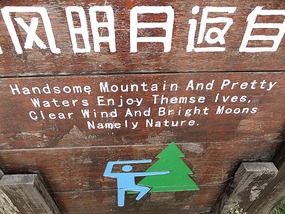 风明月返自
Handsome Mountain And Pretty
Waters Enjoy Themse lves,
Clear Wind And Bright Moons
Namely Nature.